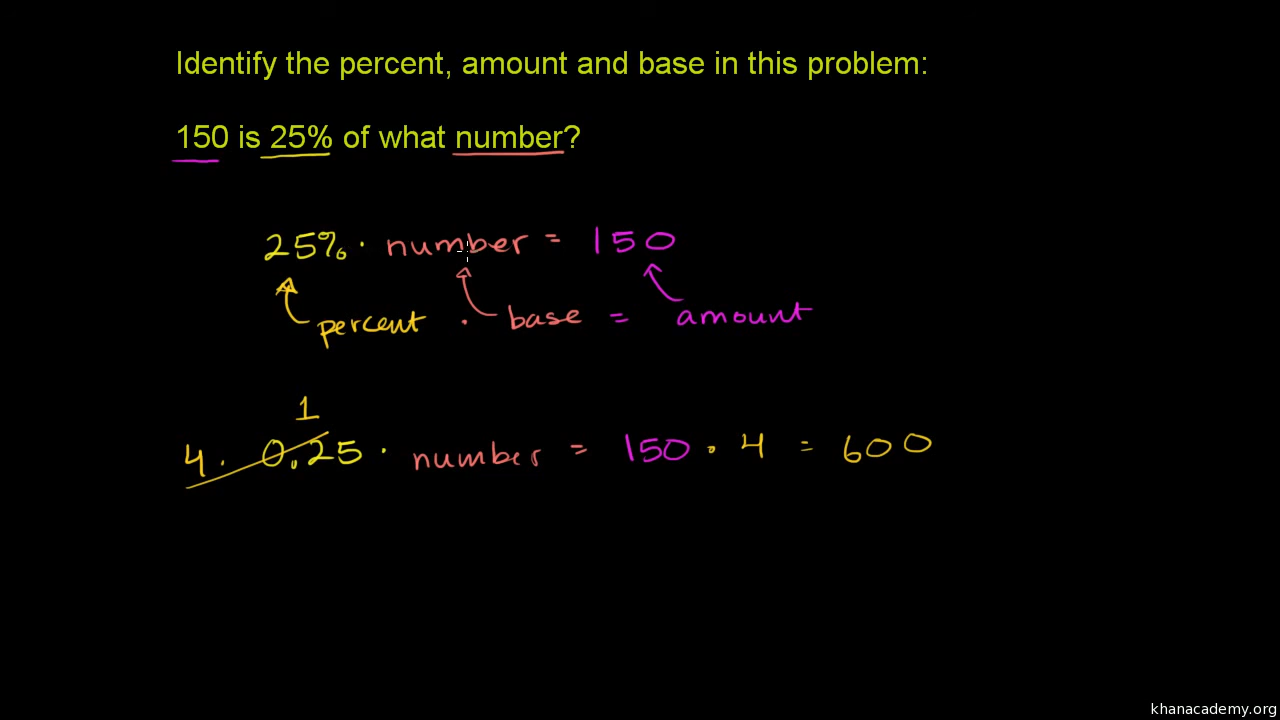 Identify the percent, amount and base in this problem:
150 is 25% of what number?
25% · number = 150
percent · base = amount
1
4 · 0.25 · number = 150 · 4 = 600
khanacademy.org